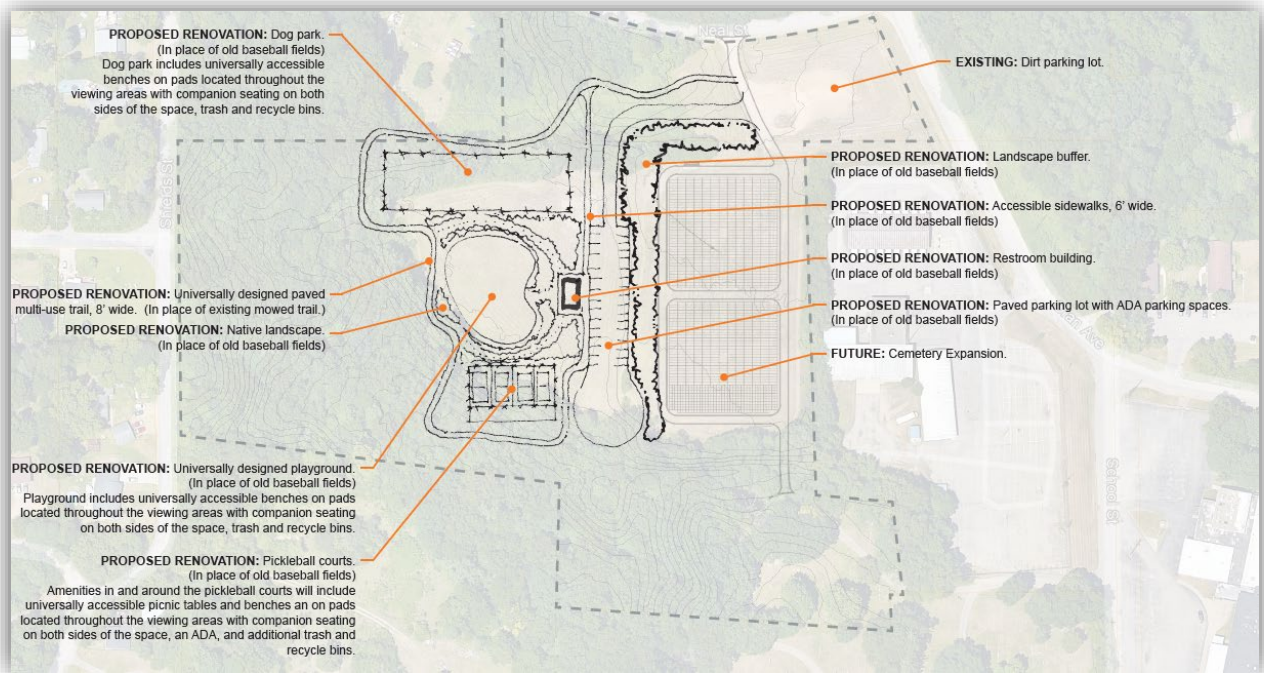 PROPOSED RENOVATION: Dog park.
(In place of old baseball fields)
Dog park includes universally accessible
benches on pads located throughout the
viewing areas with companion seating on both
sides of the space, trash and recycle bins.
Neal St
EXISTING: Dirt parking lot.
PROPOSED RENOVATION: Landscape buffer.
(In place of old baseball fields)
PROPOSED RENOVATION: Accessible sidewalks, 6' wide.
(In place of old baseball fields)
PROPOSED RENOVATION: Restroom building.
(In place of old baseball fields)
PROPOSED RENOVATION: Paved parking lot with ADA parking spaces.
(In place of old baseball fields)
FUTURE: Cemetery Expansion.
PROPOSED RENOVATION: Universally designed paved
multi-use trail, 8' wide. (In place of existing mowed trail.)
PROPOSED RENOVATION: Native landscape.
(In place of old baseball fields)
PROPOSED RENOVATION: Universally designed playground.
(In place of old baseball fields)
Playground includes universally accessible benches on pads
located throughout the viewing areas with companion seating
on both sides of the space, trash and recycle bins.
PROPOSED RENOVATION: Pickleball courts.
(In place of old baseball fields)
Amenities in and around the pickleball courts will include
universally accessible picnic tables and benches an on pads
located throughout the viewing areas with companion seating
on both sides of the space, an ADA, and additional trash and
recycle bins.
Ave
School St